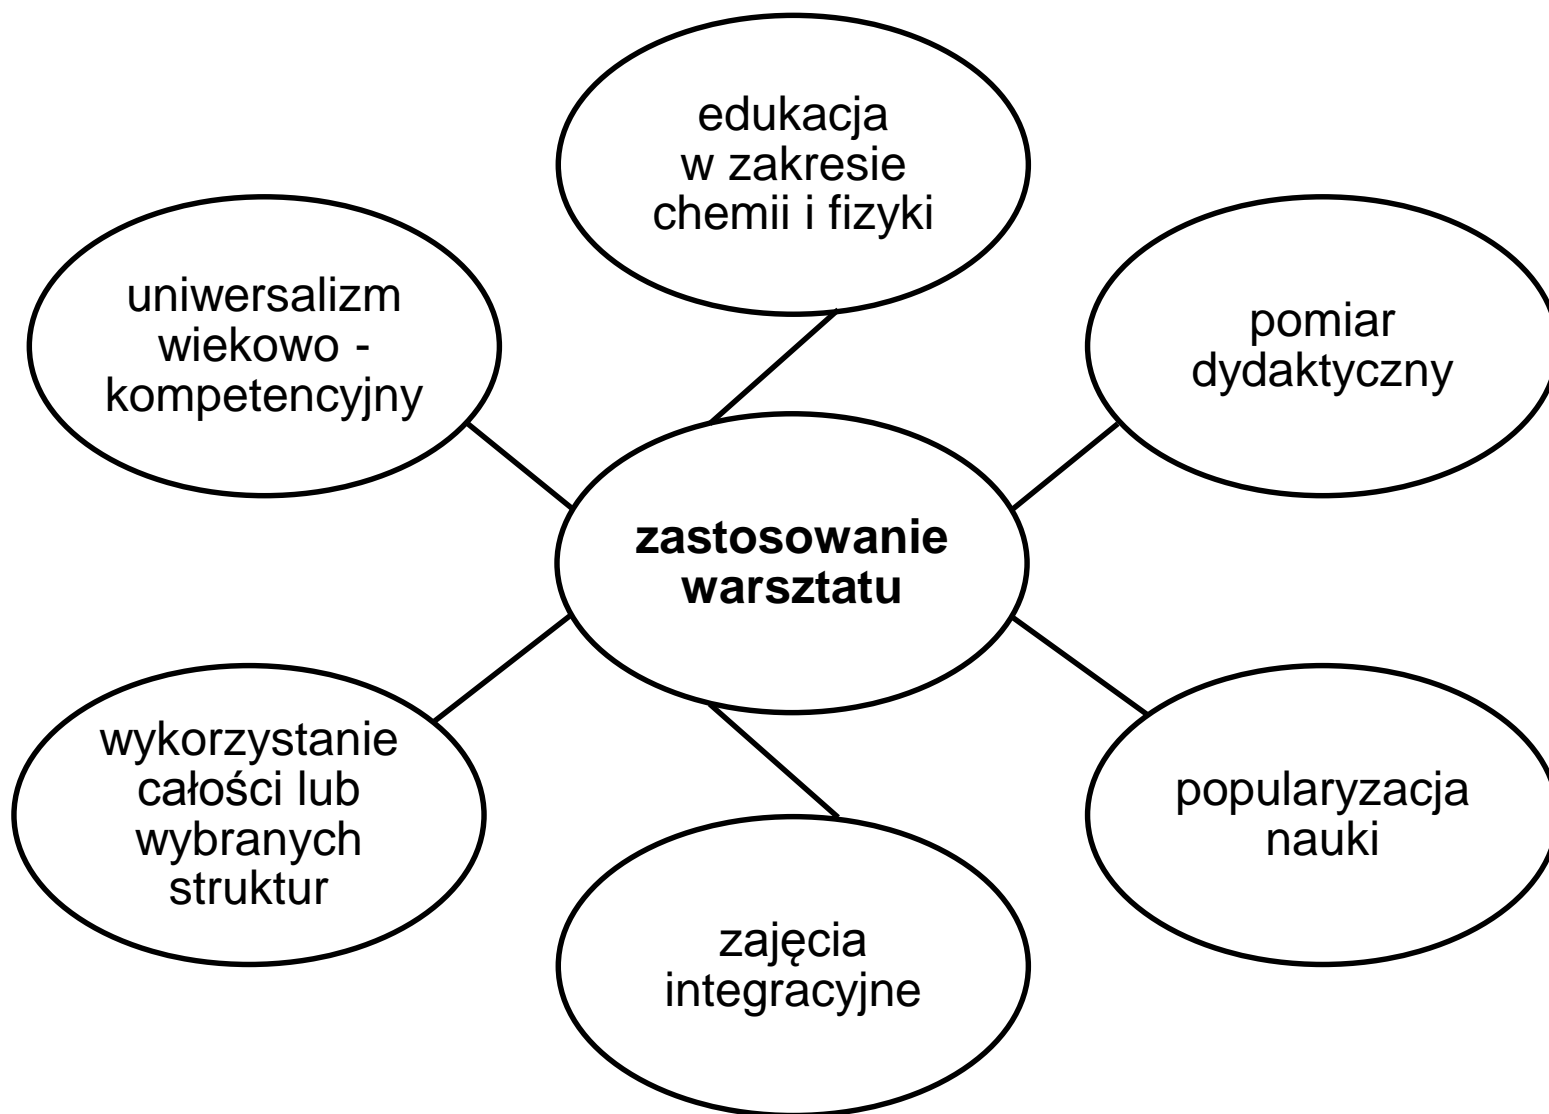 edukacja
w zakresie
chemii i fizyki
uniwersalizm
wiekowo -
kompetencyjny
pomiar
dydaktyczny
zastosowanie
warsztatu
wykorzystanie
całości lub
wybranych
struktur
popularyzacja
nauki
zajęcia
integracyjne